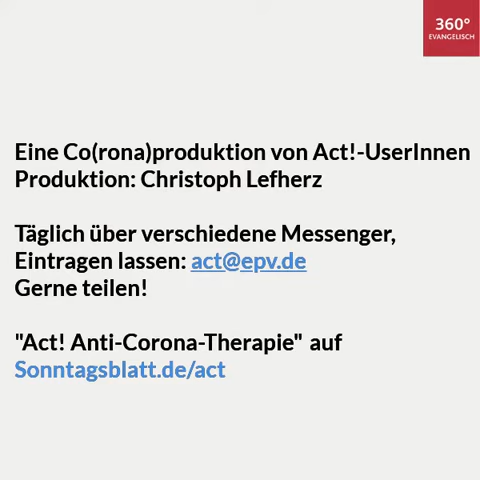 360°
EVANGELISCH
Eine Co(rona)produktion von Act!-UserInnen
Produktion: Christoph Lefherz
Täglich über verschiedene Messenger,
Eintragen lassen: act@epv.de
Gerne teilen!
"Act! Anti-Corona-Therapie" auf
Sonntagsblatt.de/act